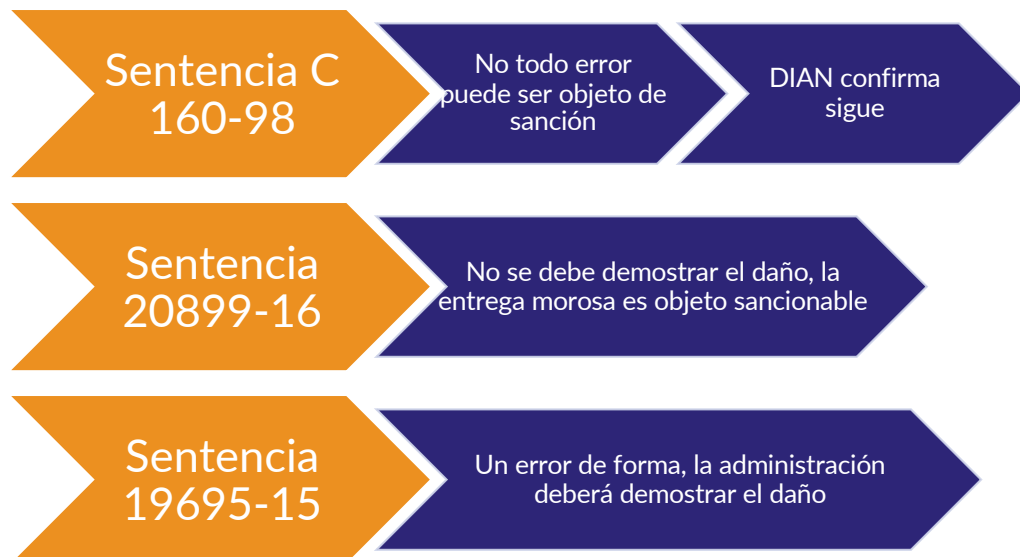 Sentencia C
160-98
No todo error
puede ser objeto de
sanción
DIAN confirma
sigue
Sentencia
20899-16
No se debe demostrar el daño, la
entrega morosa es objeto sancionable
Sentencia
19695-15
Un error de forma, la administración
deberá demostrar el daño